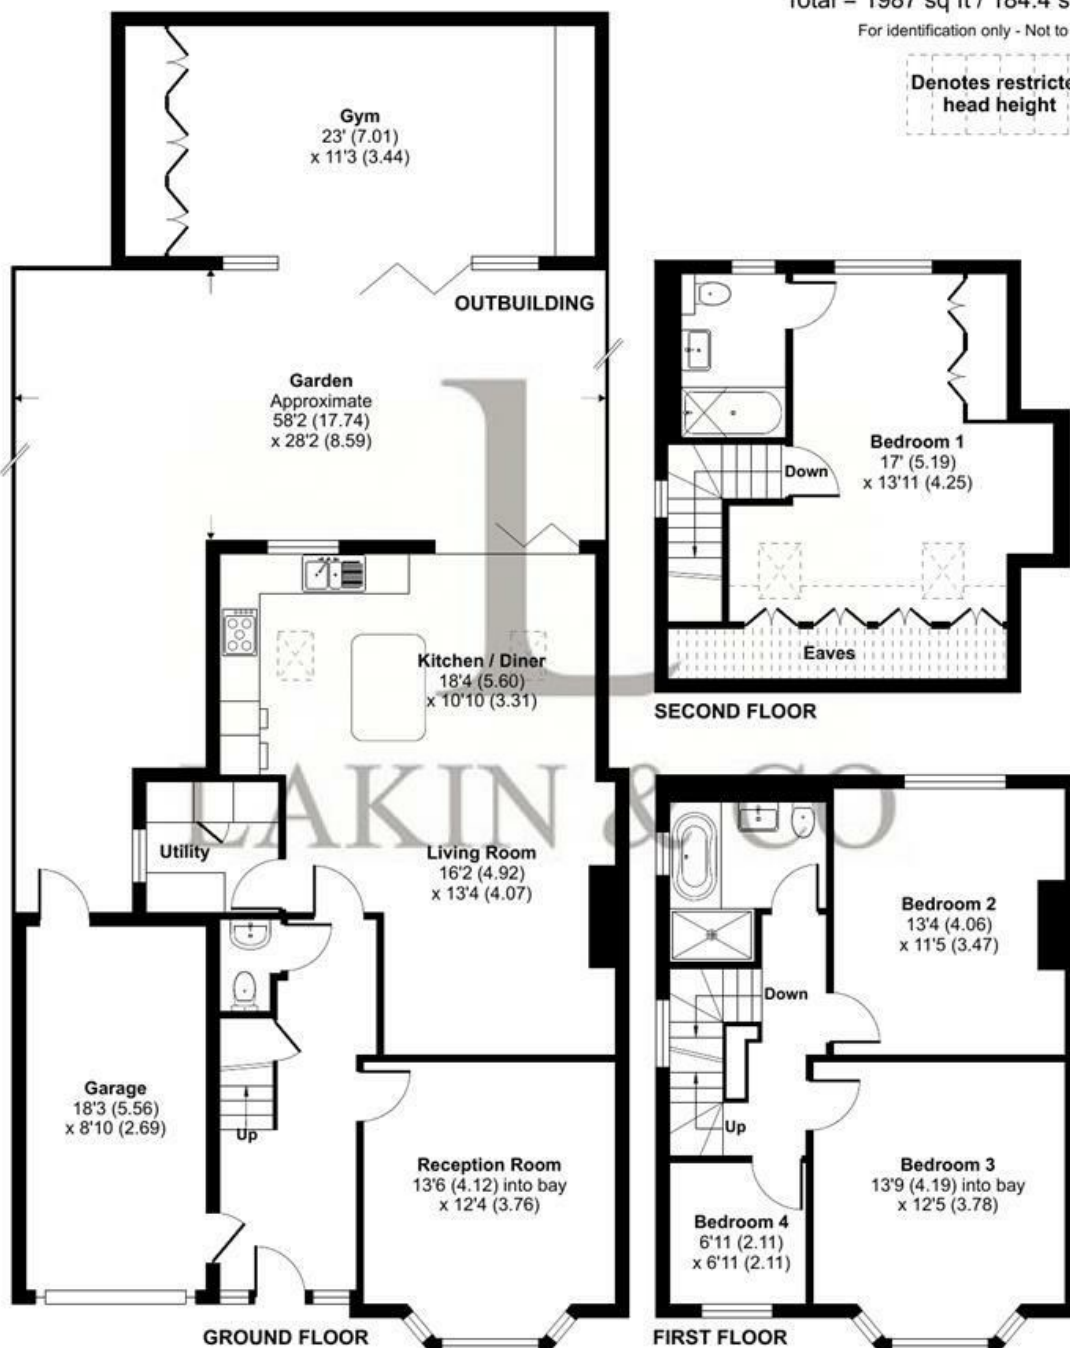 Total = 1987 sq ft / 184.4 s
For identification only - Not to
Denotes restricte
head height
Gym
23' (7.01)
x 11'3 (3.44)
OUTBUILDING
Garden
Approximate
58'2 (17.74)
x 28'2 (8.59)
Bedroom 1
17' (5.19)
x 13'11 (4.25)
Down
Eaves
SECOND FLOOR
Kitchen / Diner
18'4 (5.60)
x 10'10 (3.31)
L
LAKIN & CO
Utility
Living Room
16'2 (4.92)
x 13'4 (4.07)
Garage
18'3 (5.56)
x 8'10 (2.69)
Up
Reception Room
13'6 (4.12) into bay
x 12'4 (3.76)
GROUND FLOOR
Bedroom 2
13'4 (4.06)
x 11'5 (3.47)
Down
Up
Bedroom 3
13'9 (4.19) into bay
x 12'5 (3.78)
Bedroom 4
6'11 (2.11)
x 6'11 (2.11)
FIRST FLOOR